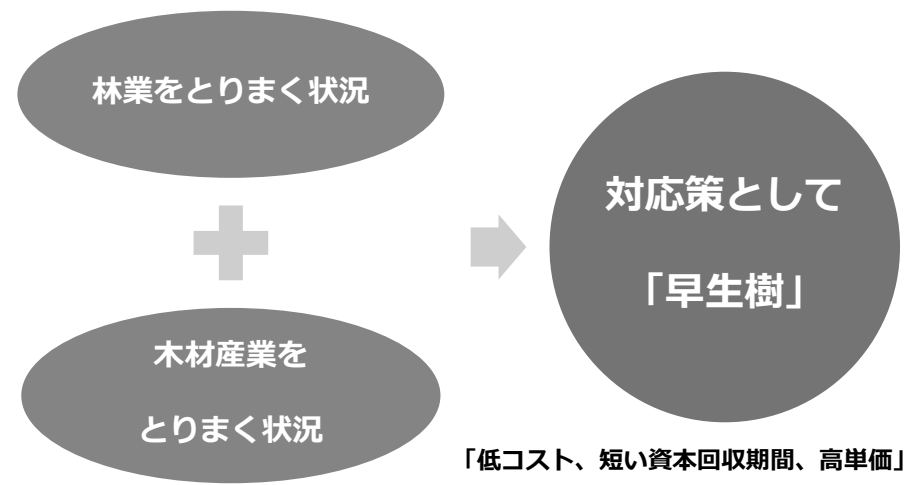 林業をとりまく状況
木材産業を
とりまく状況
対応策として
「早生樹」
「低コスト、短い資本回収期間、高単価」